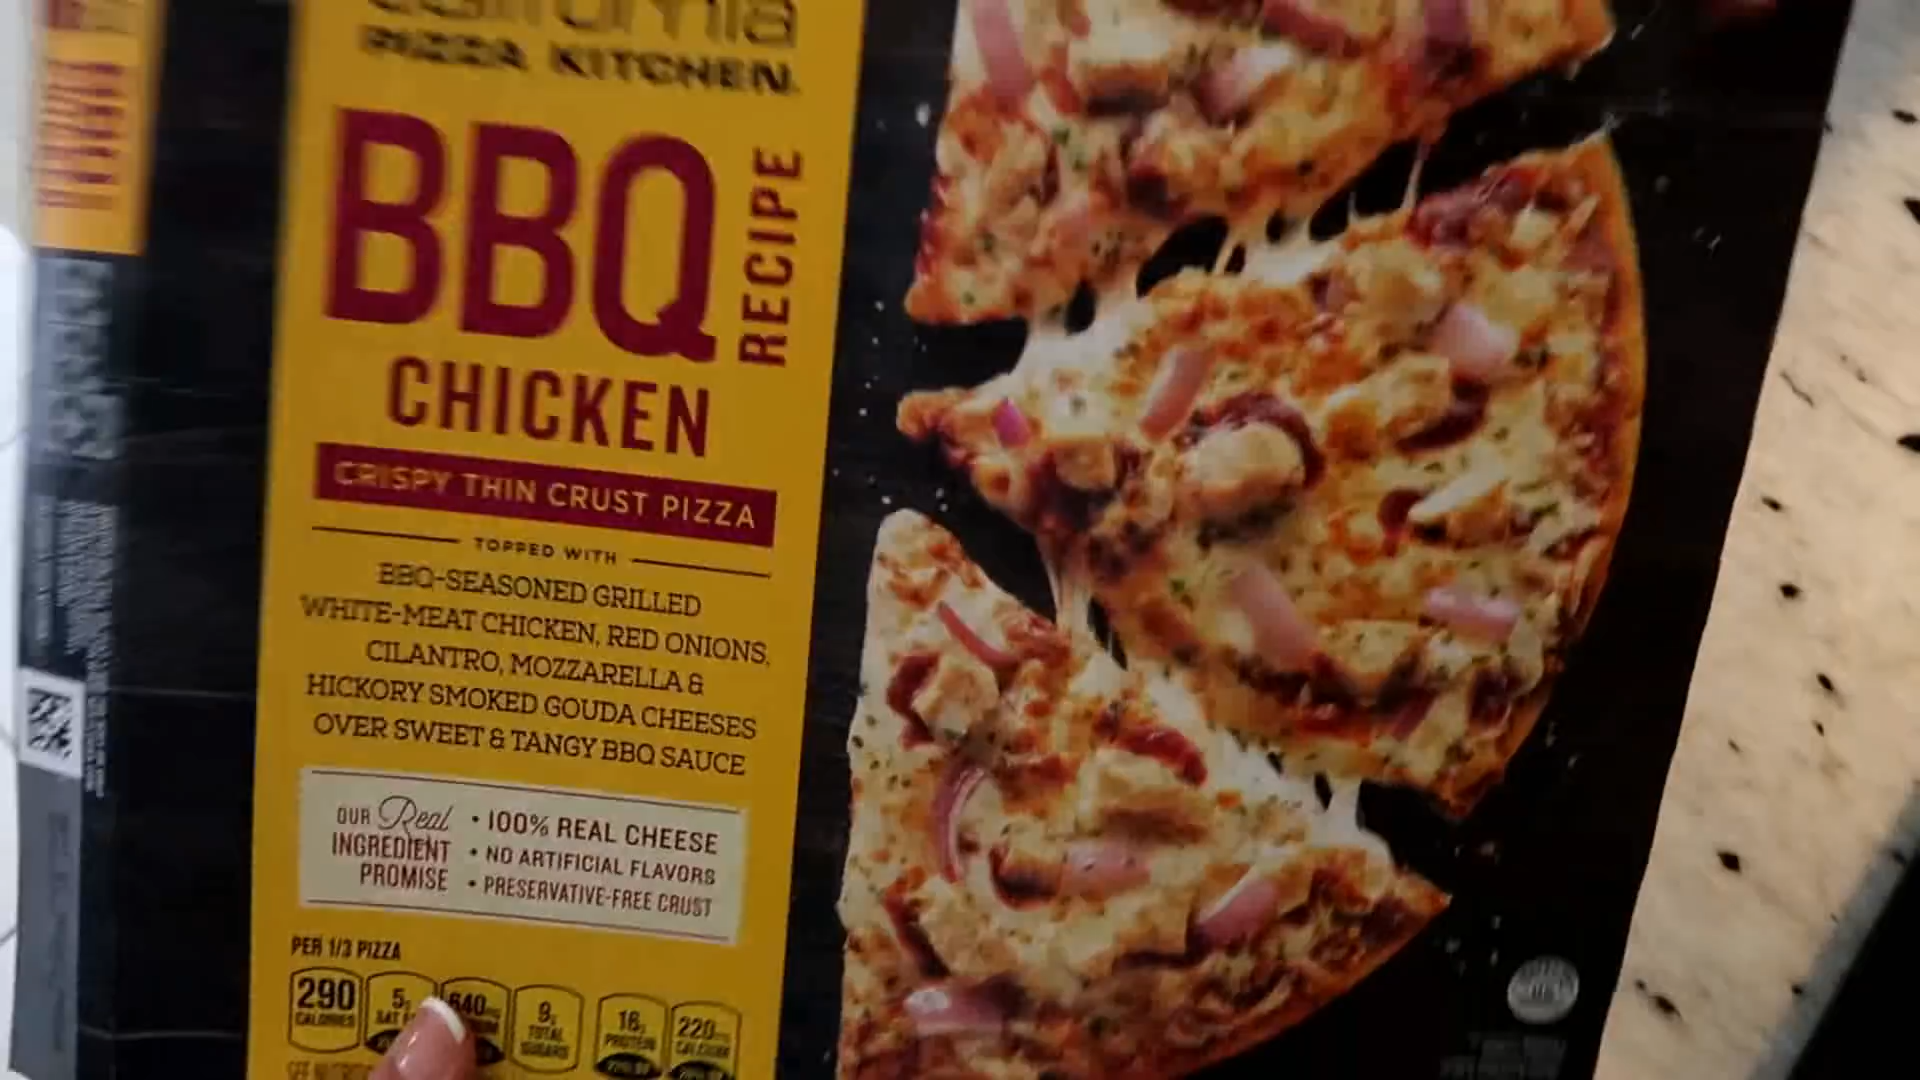 California
PIZZA KITCHEN.
BBQ
RECIPE
CHICKEN
CRISPY THIN CRUST PIZZA
TOPPED WITH
BBQ-SEASONED GRILLED
WHITE-MEAT CHICKEN, RED ONIONS,
CILANTRO, MOZZARELLA &
HICKORY SMOKED GOUDA CHEESES
OVER SWEET & TANGY BBQ SAUCE
OUR Real
INGREDIENT
PROMISE
• 100% REAL CHEESE
• NO ARTIFICIAL FLAVORS
• PRESERVATIVE-FREE CRUST
PER 1/3 PIZZA
290
CALORIES
5g
SAT
640mg
9g
TOTAL
SUGARS
16g
PROTEIN
220mg
CALCIUM